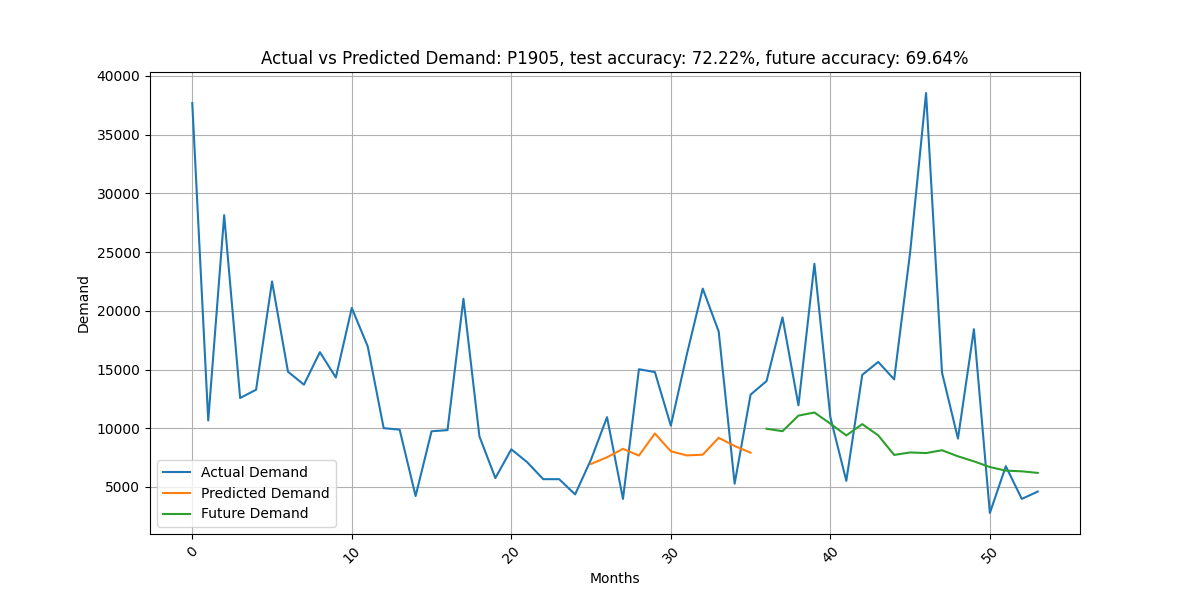 Actual vs Predicted Demand: P1905, test accuracy: 72.22%, future accuracy: 69.64%
40000
35000
30000
25000
20000
15000
10000
5000
Demand
Actual Demand
Predicted Demand
Future Demand
0
10
20
30
40
50
Months